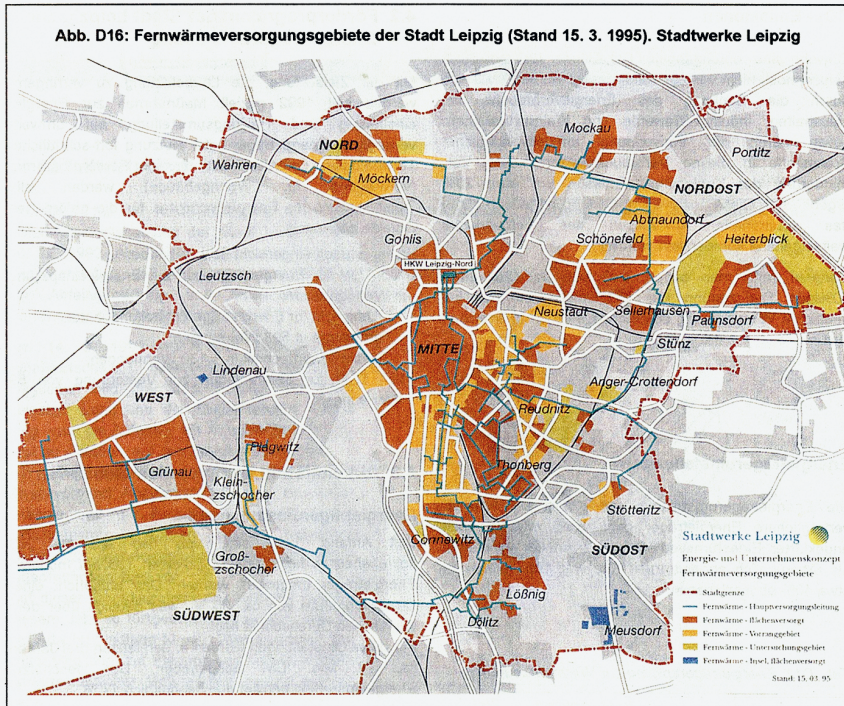 Abb. D16: Fernwärmeversorgungsgebiete der Stadt Leipzig (Stand 15. 3. 1995). Stadtwerke Leipzig
Mockau
NORD
Wahren
Portitz
Möckern
NORDOST
Abtnaundorf
Gohlis
Schönefeld
Heiterblick
HKW Leipzig-Nord
Leutzsch
Neustadt
Sellerhausen
Paunsdorf
Stünz
MITTE
Lindenau
Anger-Crottendorf
WEST
Reudnitz
Plagwitz
Thonberg
Grünau
Klein-
zschocher
Stötteritz
Connewitz
SÜDOST
Groß-
zschocher
Lößnig
SÜDWEST
Dölitz
Meusdorf
Stadtwerke Leipzig
Energie- und Unternehmenskonzept
Fernwärmeversorgungsgebiete
Stadtgrenze
Fernwärme - Hauptversorgungsleitung
Fernwärme - flächenversorgt
Fernwärme - Vorranggebiet
Fernwärme - Untersuchungsgebiet
Fernwärme - Insel, flächenversorgt
Stand: 15. 03. 95